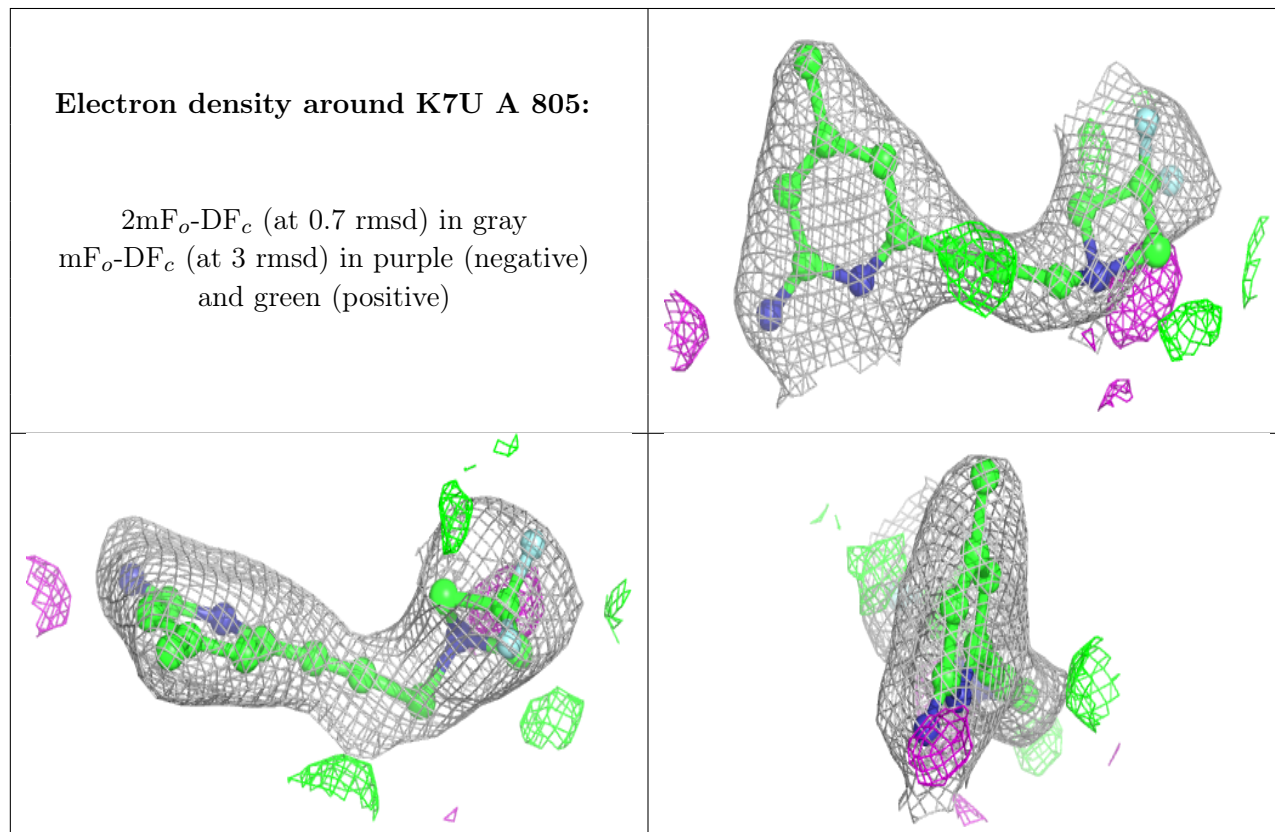 Electron density around K7U A 805:
2mFo-DFc (at 0.7 rmsd) in gray
mFo-DFc (at 3 rmsd) in purple (negative)
and green (positive)